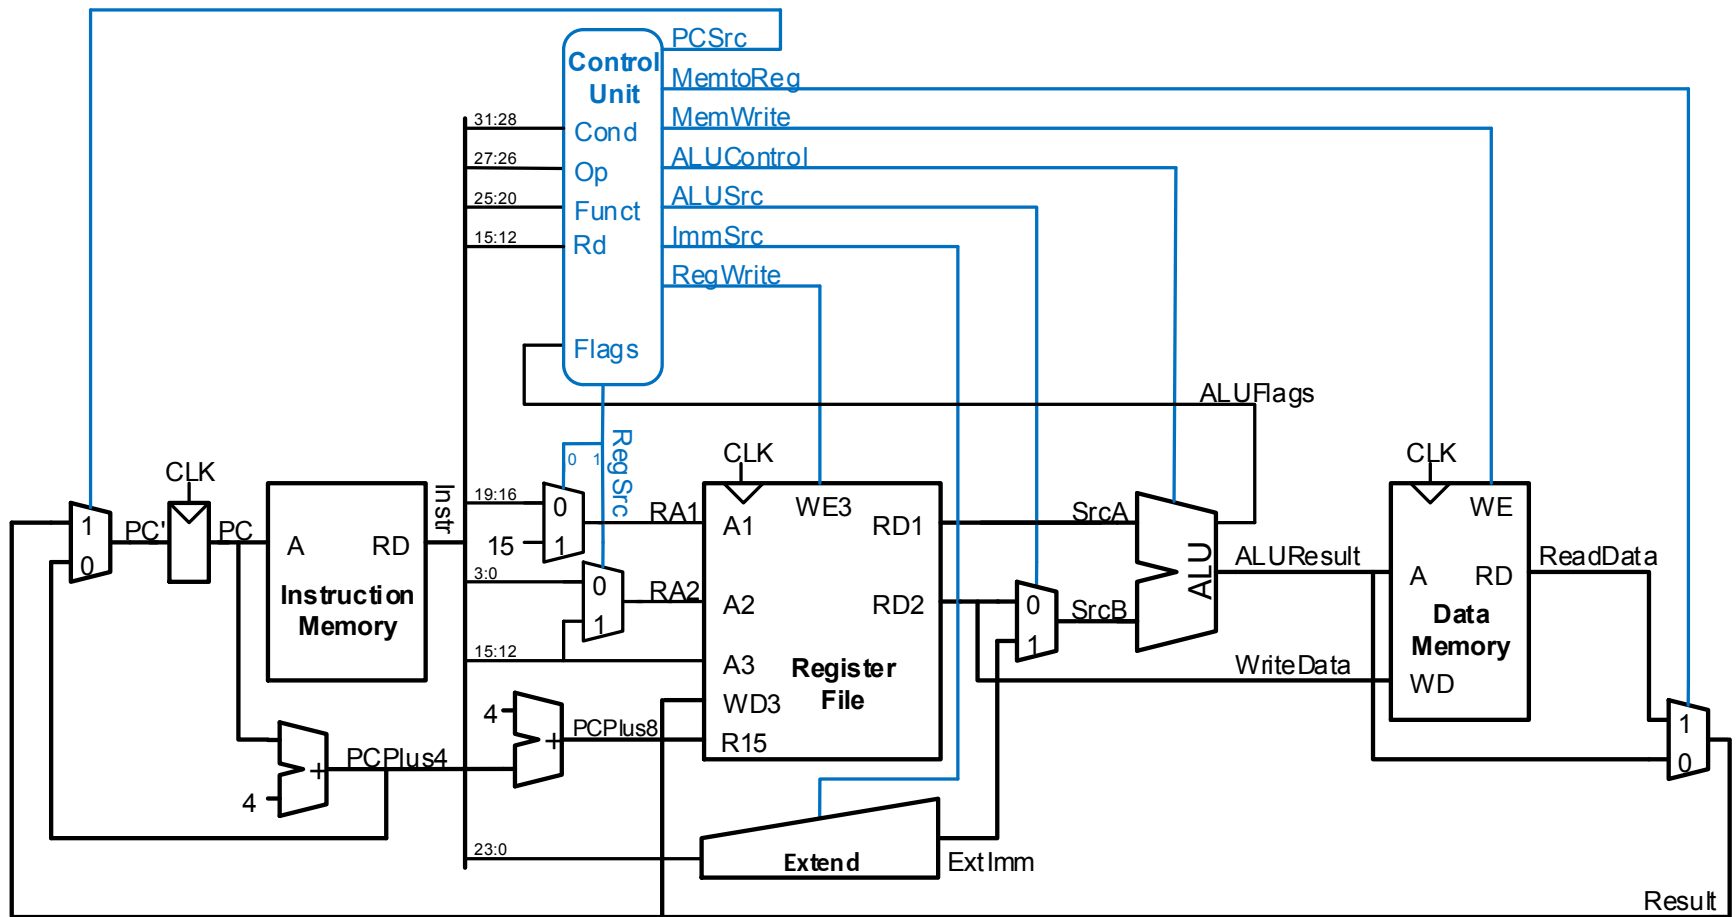 PCSrc
Control
Unit
MemtoReg
MemWrite
31:28
Cond
ALUControl
27:26
Op
ALUSrc
25:20
Funct
ImmSrc
15:12
Rd
RegWrite
Flags
ALUFlags
RegSrc
0 1
CLK
CLK
CLK
Instr
19:16
0
1
15
RA1
A1
WE3
RD1
SrcA
WE
1
0
PC'
PC
A
RD
Instruction
Memory
3:0
0
1
RA2
A2
RD2
0
1
SrcB
ALU
ALUResult
A
RD
ReadData
Data
Memory
15:12
A3
Register
File
WriteData
WD
WD3
4
+
PCPlus8
R15
1
0
PCPlus4
+
4
23:0
Extend
ExtImm
Result